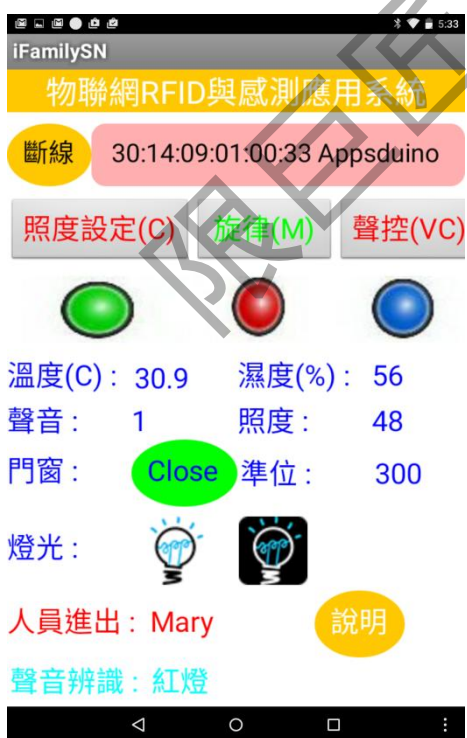 5:33
iFamilySN
物聯網RFID與感測應用系統
斷線 30:14:09:01:00:33 Appsduino
照度設定(C) 旋律(M) 聲控(VC)
溫度(C) : 30.9 濕度(%) : 56
聲音 : 1 照度 : 48
門窗 : Close 準位 : 300
燈光 :
人員進出 : Mary 說明
聲音辨識 : 紅燈